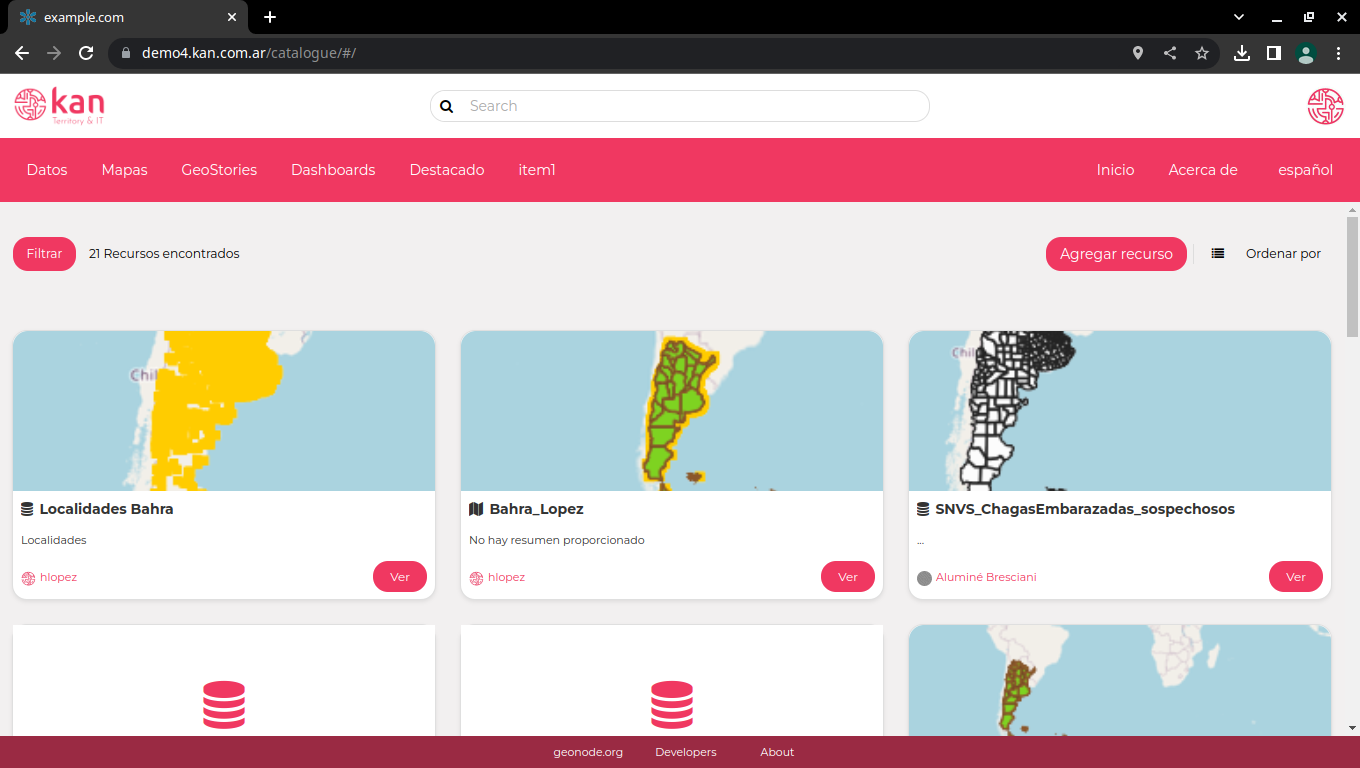 example.com
demo4.kan.com.ar/catalogue/#/
kan
Territory & IT
Search
Datos Mapas GeoStories Dashboards Destacado item1 Inicio Acerca de español
Filtrar 21 Recursos encontrados Agregar recurso Ordenar por
Chil
Chil
Localidades Bahra
Localidades
hlopez Ver
Bahra_Lopez
No hay resumen proporcionado
hlopez Ver
SNVS_ChagasEmbarazadas_sospechosos
...
Aluminé Bresciani Ver
geonode.org Developers About